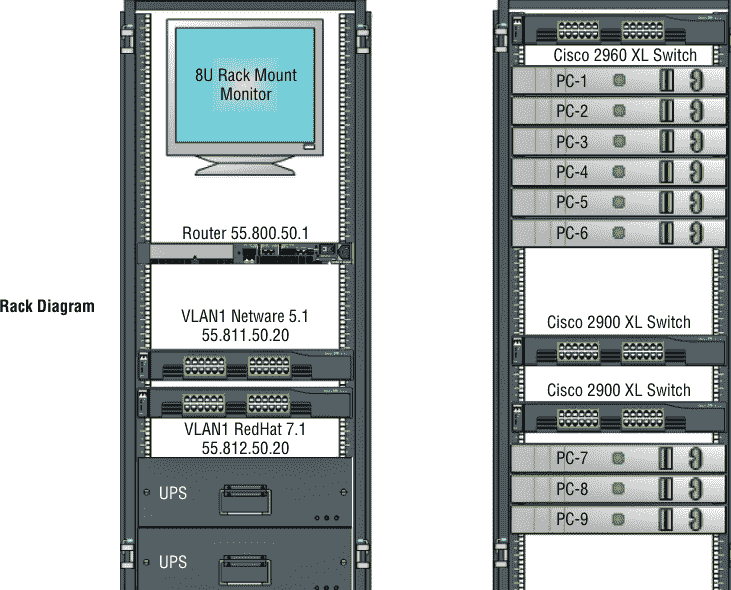 8U Rack Mount
Monitor
Router 55.800.50.1
Rack Diagram
VLAN1 Netware 5.1
55.811.50.20
VLAN1 RedHat 7.1
55.812.50.20
UPS
UPS
Cisco 2960 XL Switch
PC-1
PC-2
PC-3
PC-4
PC-5
PC-6
Cisco 2900 XL Switch
Cisco 2900 XL Switch
PC-7
PC-8
PC-9